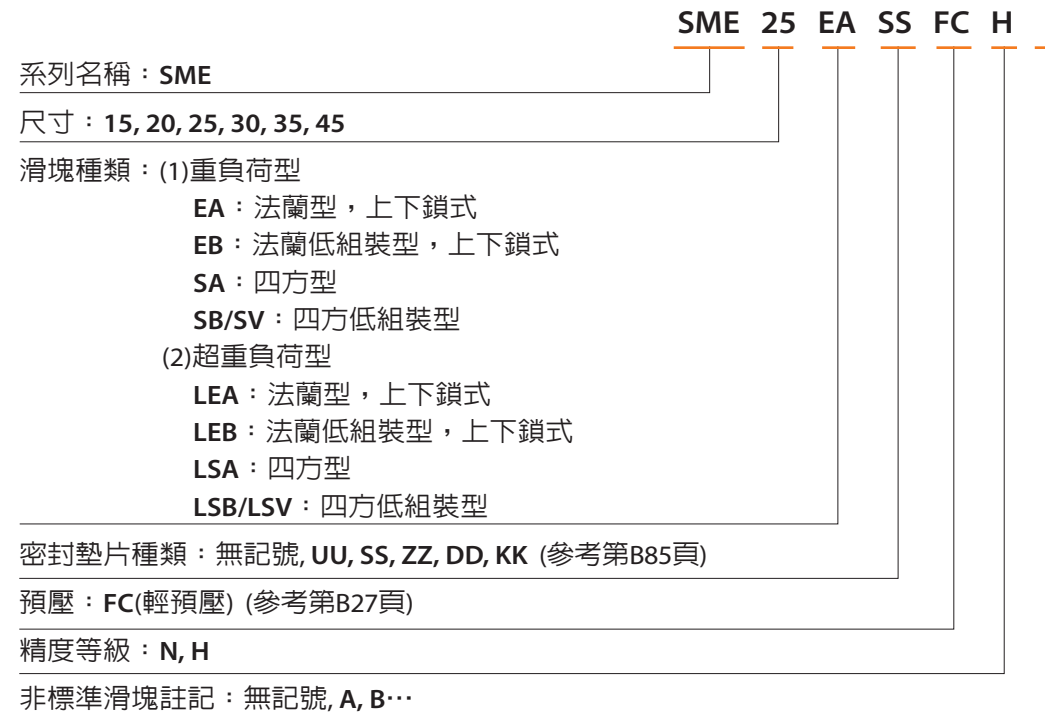 SME 25 EA SS FC H
系列名稱：SME
尺寸：15, 20, 25, 30, 35, 45
滑塊種類：(1)重負荷型
EA：法蘭型，上下鎖式
EB：法蘭低組裝型，上下鎖式
SA：四方型
SB/SV：四方低組裝型
(2)超重負荷型
LEA：法蘭型，上下鎖式
LEB：法蘭低組裝型，上下鎖式
LSA：四方型
LSB/LSV：四方低組裝型
密封墊片種類：無記號, UU, SS, ZZ, DD, KK (參考第B85頁)
預壓：FC(輕預壓) (參考第B27頁)
精度等級：N, H
非標準滑塊註記：無記號, A, B⋯